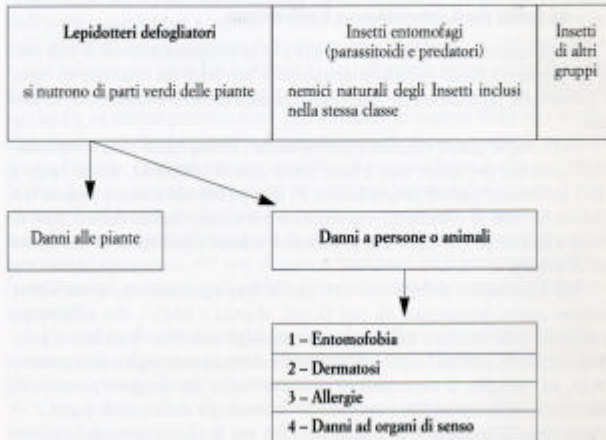 Lepidotteri defogliatori
si nutrono di parti verdi delle piante
Insetti entomofagi
(parassitoidi e predatori)
nemici naturali degli Insetti inclusi
nella stessa classe
Insetti
di altri
gruppi
Danni alle piante
Danni a persone o animali
1 – Entomofobia
2 – Dermatosi
3 – Allergie
4 – Danni ad organi di senso